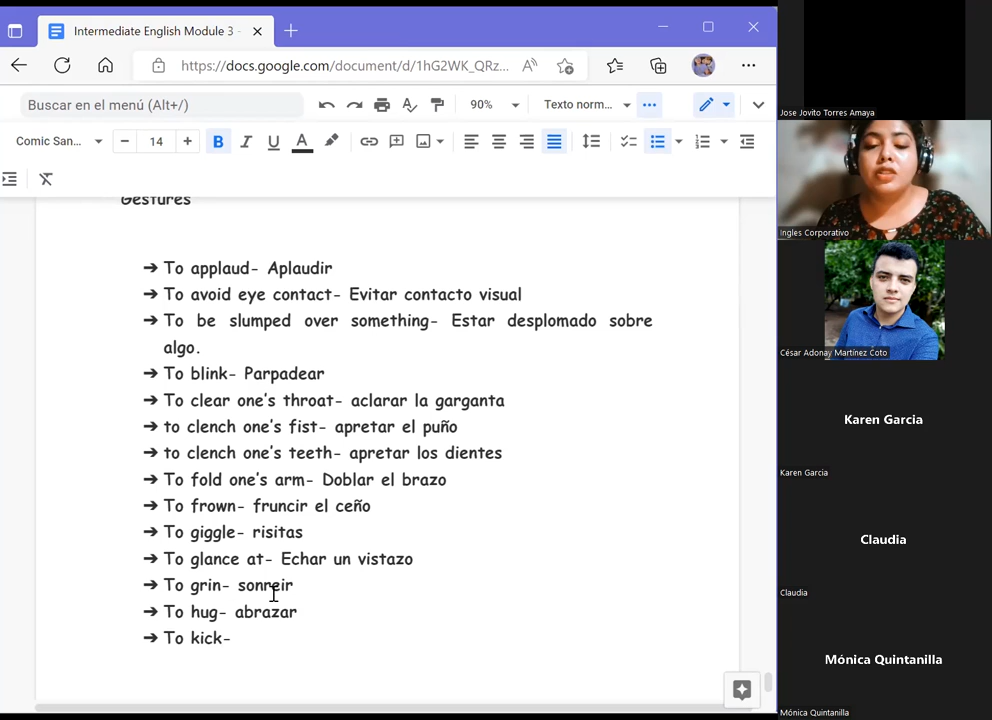 Intermediate English Module 3 -
https://docs.google.com/document/d/1hG2WK_QRz...
Buscar en el menú (Alt+/)
90%
Texto norm...
Comic San...
14
B
I
U
A
Gestures
➔ To applaud- Aplaudir
➔ To avoid eye contact- Evitar contacto visual
➔ To be slumped over something- Estar desplomado sobre
algo.
➔ To blink- Parpadear
➔ To clear one's throat- aclarar la garganta
➔ to clench one's fist- apretar el puño
➔ to clench one's teeth- apretar los dientes
➔ To fold one's arm- Doblar el brazo
➔ To frown- fruncir el ceño
➔ To giggle- risitas
➔ To glance at- Echar un vistazo
➔ To grin- sonreir
➔ To hug- abrazar
➔ To kick-
Jose Jovito Torres Amaya
Ingles Corporativo
César Adonay Martínez Coto
Karen Garcia
Karen Garcia
Claudia
Claudia
Mónica Quintanilla
Mónica Quintanilla